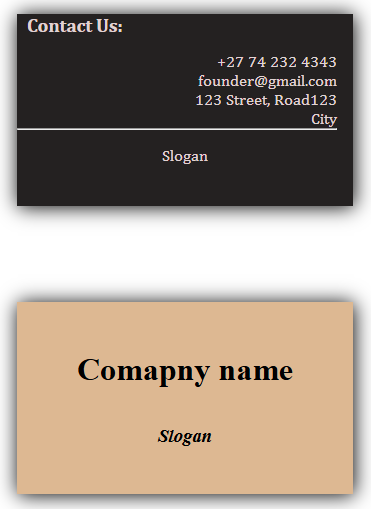 Contact Us:
+27 74 232 4343
founder@gmail.com
123 Street, Road123
City
Slogan
Comapny name
Slogan